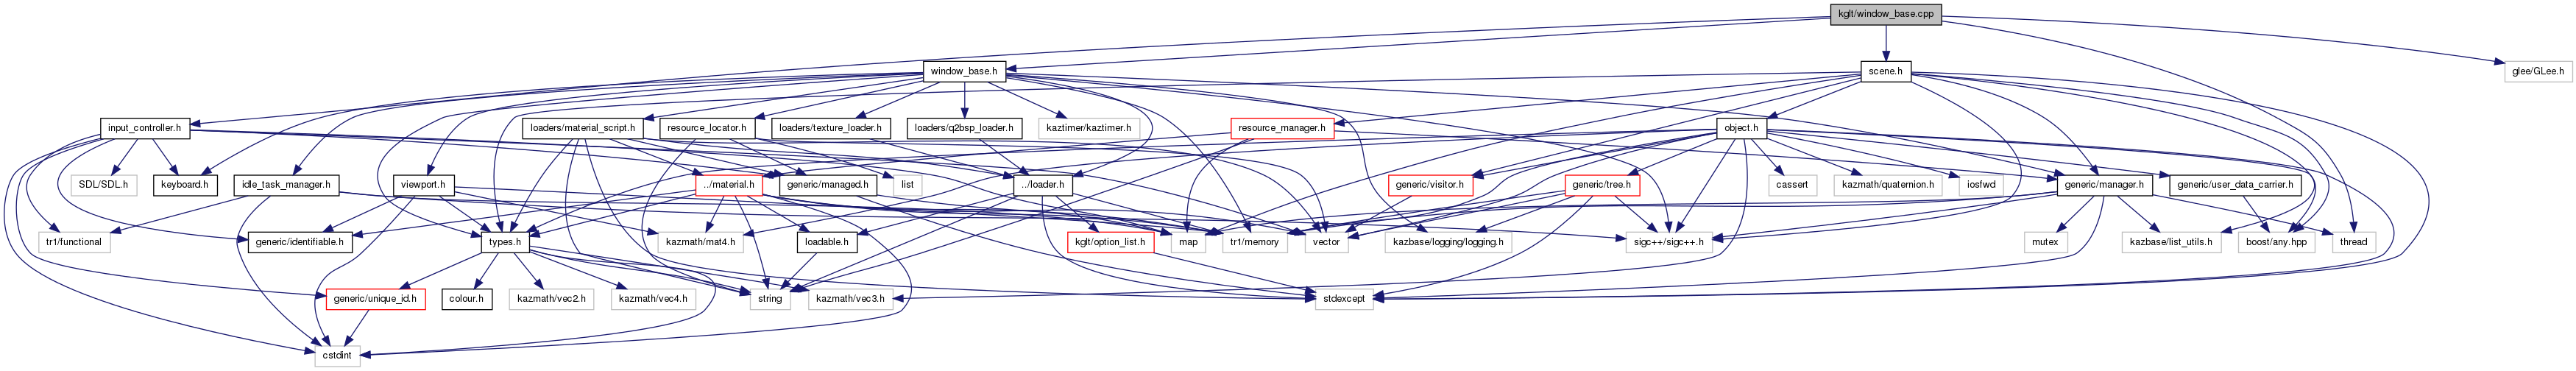 kglt/window_base.cpp
window_base.h
scene.h
glee/GLee.h
input_controller.h
loaders/material_script.h
resource_locator.h
loaders/texture_loader.h
loaders/q2bsp_loader.h
kaztimer/kaztimer.h
resource_manager.h
object.h
SDL/SDL.h
keyboard.h
idle_task_manager.h
viewport.h
../material.h
generic/managed.h
list
../loader.h
generic/visitor.h
generic/tree.h
cassert
kazmath/quaternion.h
iosfwd
generic/manager.h
generic/user_data_carrier.h
tr1/functional
generic/identifiable.h
types.h
kazmath/mat4.h
loadable.h
kglt/option_list.h
map
tr1/memory
vector
kazbase/logging/logging.h
sigc++/sigc++.h
mutex
kazbase/list_utils.h
boost/any.hpp
thread
generic/unique_id.h
colour.h
kazmath/vec2.h
kazmath/vec4.h
string
kazmath/vec3.h
stdexcept
cstdint